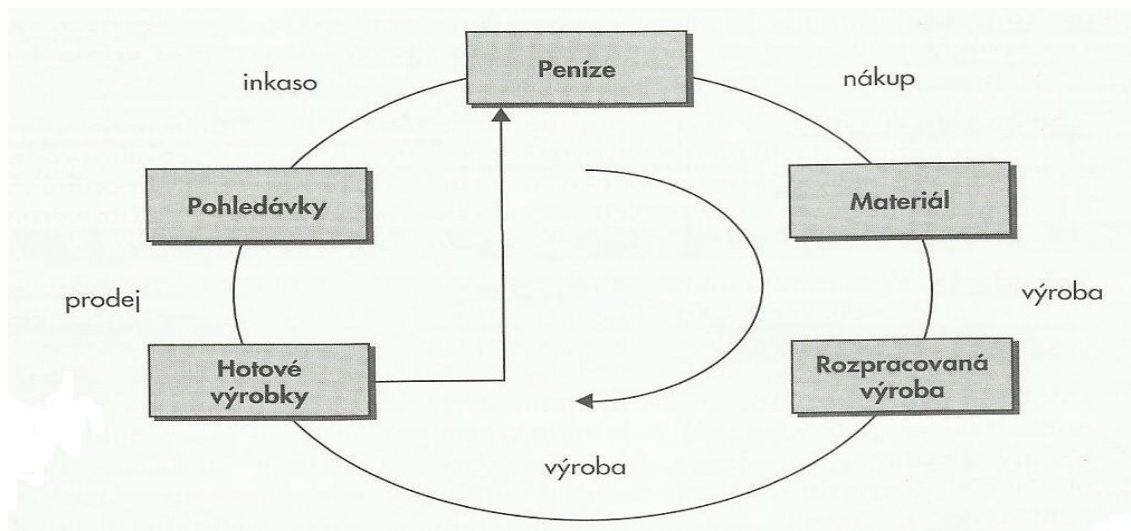 Peníze
inkaso
nákup
Pohledávky
Materiál
prodej
výroba
Hotové
výrobky
Rozpracovaná
výroba
výroba